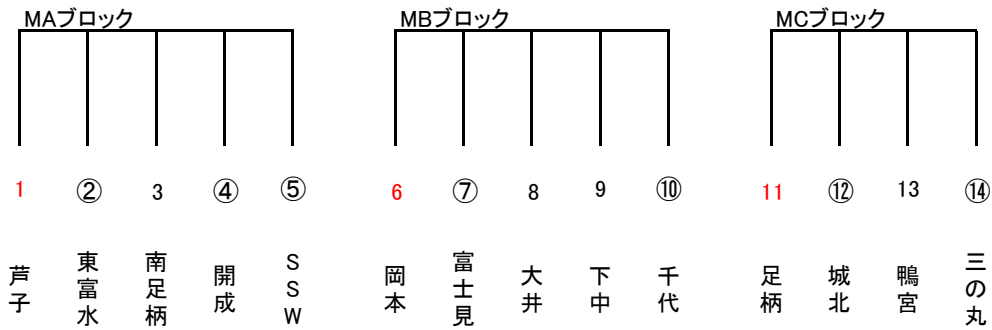 MAブロック MBブロック MCブロック
1 ② 3 ④ ⑤ 6 ⑦ 8 9 ⑩ 11 ⑫ 13 ⑭
芦子
東富水
南足柄
開成
SSW
岡本
富士見
大井
下中
千代
足柄
城北
鴨宮
三の丸